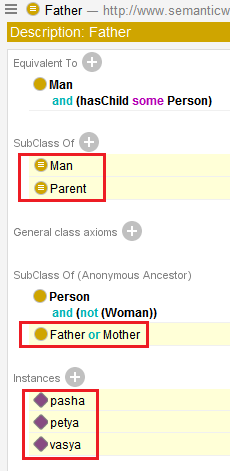 Father — http://www.semanticw
Description: Father
Equivalent To
Man
and (hasChild some Person)
SubClass Of
Man
Parent
General class axioms
SubClass Of (Anonymous Ancestor)
Person
and (not (Woman))
Father or Mother
Instances
pasha
petya
vasya